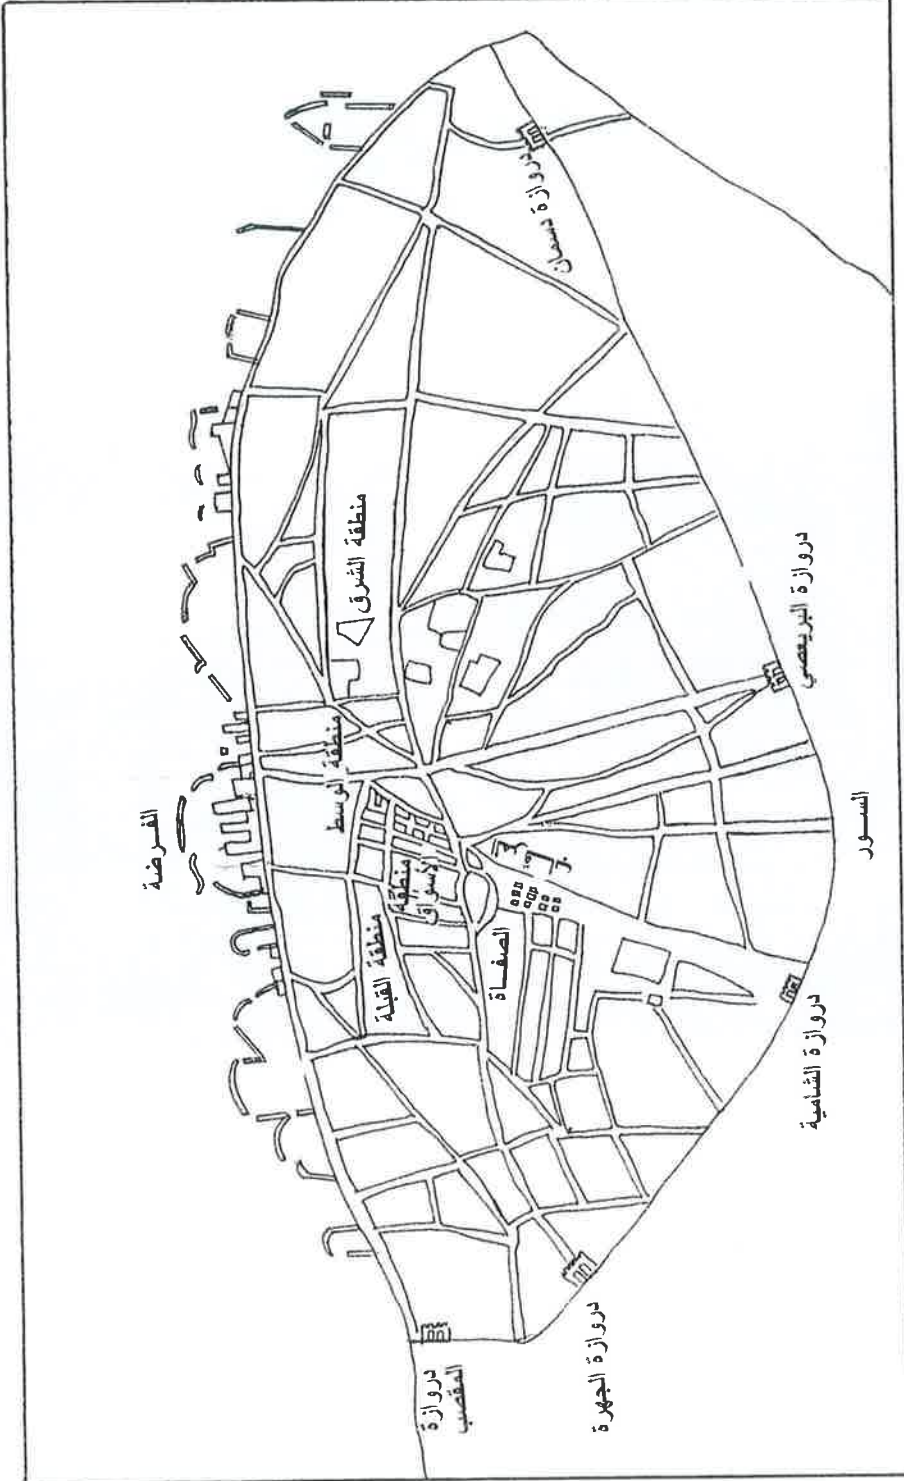 الفرضة
منطقة الشرق
منطقة الوسط
منطقة
الأسواق
منطقة القبلة
الصفاة
دروازة دسمان
دروازة البريعصي
السور
دروازة الشامية
دروازة الجهرة
دروازة
المقصب